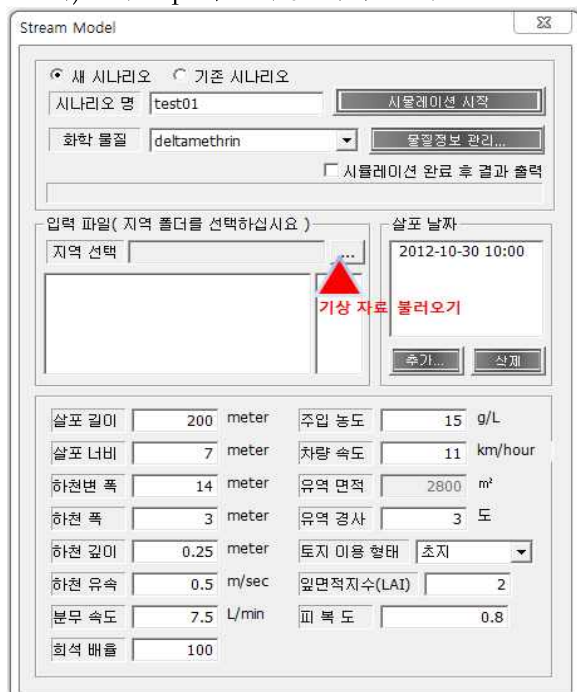 Stream Model
새 시나리오 기존 시나리오
시나리오 명 test01 시뮬레이션 시작
화학 물질 deltamethrin 물질정보 관리...
시뮬레이션 완료 후 결과 출력
입력 파일( 지역 폴더를 선택하십시요 ) 살포 날짜
지역 선택 ... 2012-10-30 10:00
기상 자료 불러오기
추가... 삭제
살포 길이 200 meter 주입 농도 15 g/L
살포 너비 7 meter 차량 속도 11 km/hour
하천변 폭 14 meter 유역 면적 2800 m²
하천 폭 3 meter 유역 경사 3 도
하천 깊이 0.25 meter 토지 이용 형태 초지
하천 유속 0.5 m/sec 잎면적지수(LAI) 2
분무 속도 7.5 L/min 피 복 도 0.8
희석 배율 100